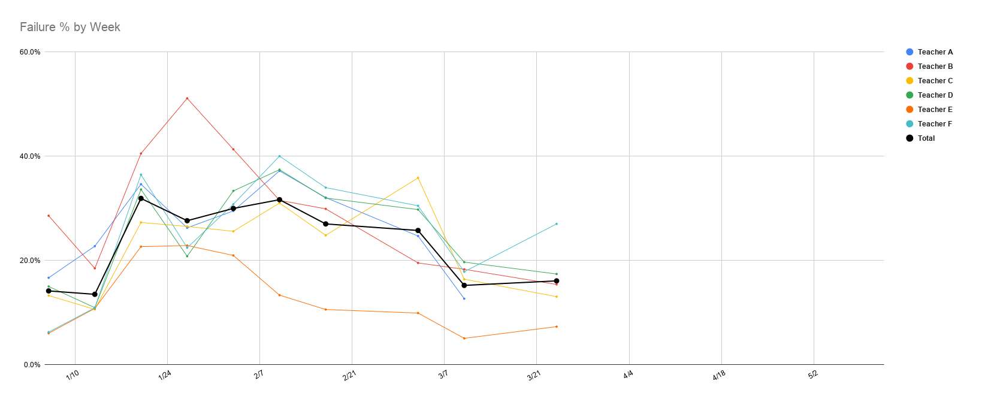 Failure % by Week
60.0%
40.0%
20.0%
0.0%
1/10
1/24
2/7
2/21
3/7
3/21
4/4
4/18
5/2
Teacher A
Teacher B
Teacher C
Teacher D
Teacher E
Teacher F
Total